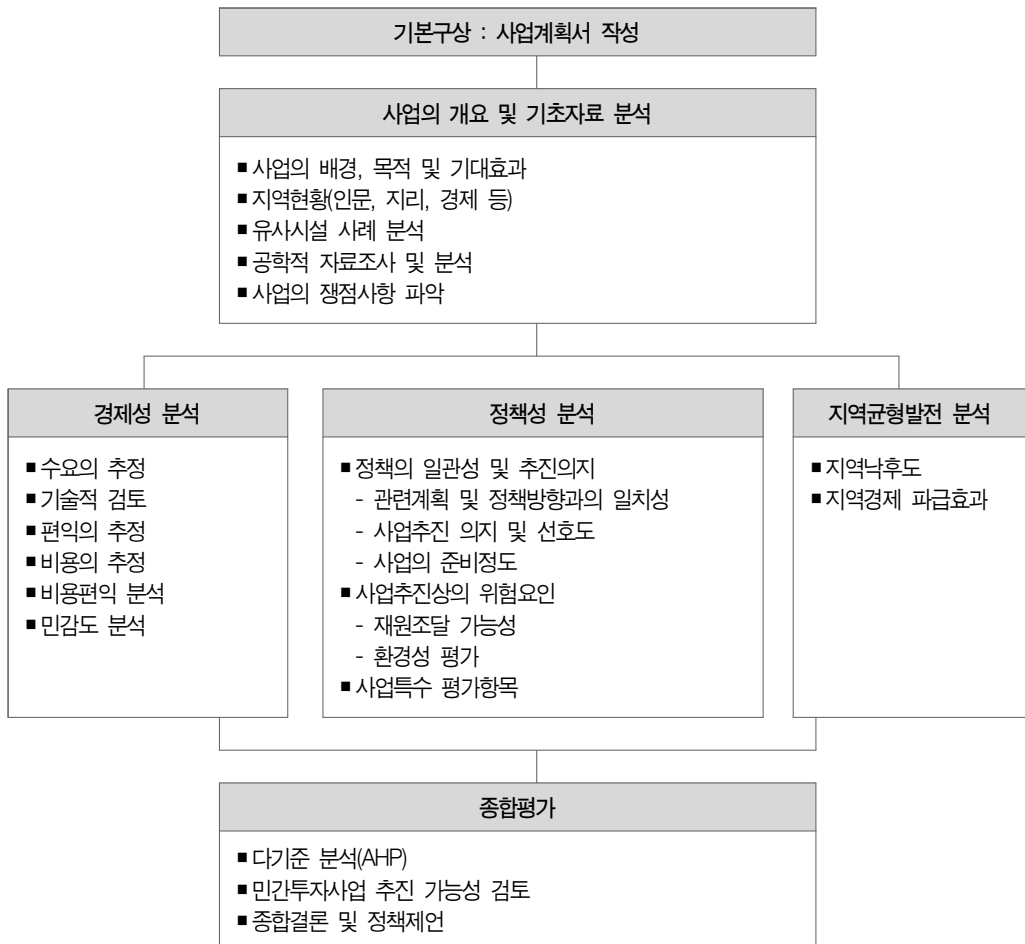 기본구상 : 사업계획서 작성
사업의 개요 및 기초자료 분석
■ 사업의 배경, 목적 및 기대효과
■ 지역현황(인문, 지리, 경제 등)
■ 유사시설 사례 분석
■ 공학적 자료조사 및 분석
■ 사업의 쟁점사항 파악
경제성 분석
■ 수요의 추정
■ 기술적 검토
■ 편익의 추정
■ 비용의 추정
■ 비용편익 분석
■ 민감도 분석
정책성 분석
■ 정책의 일관성 및 추진의지
- 관련계획 및 정책방향과의 일치성
- 사업추진 의지 및 선호도
- 사업의 준비정도
■ 사업추진상의 위험요인
- 재원조달 가능성
- 환경성 평가
■ 사업특수 평가항목
지역균형발전 분석
■ 지역낙후도
■ 지역경제 파급효과
종합평가
■ 다기준 분석(AHP)
■ 민간투자사업 추진 가능성 검토
■ 종합결론 및 정책제언